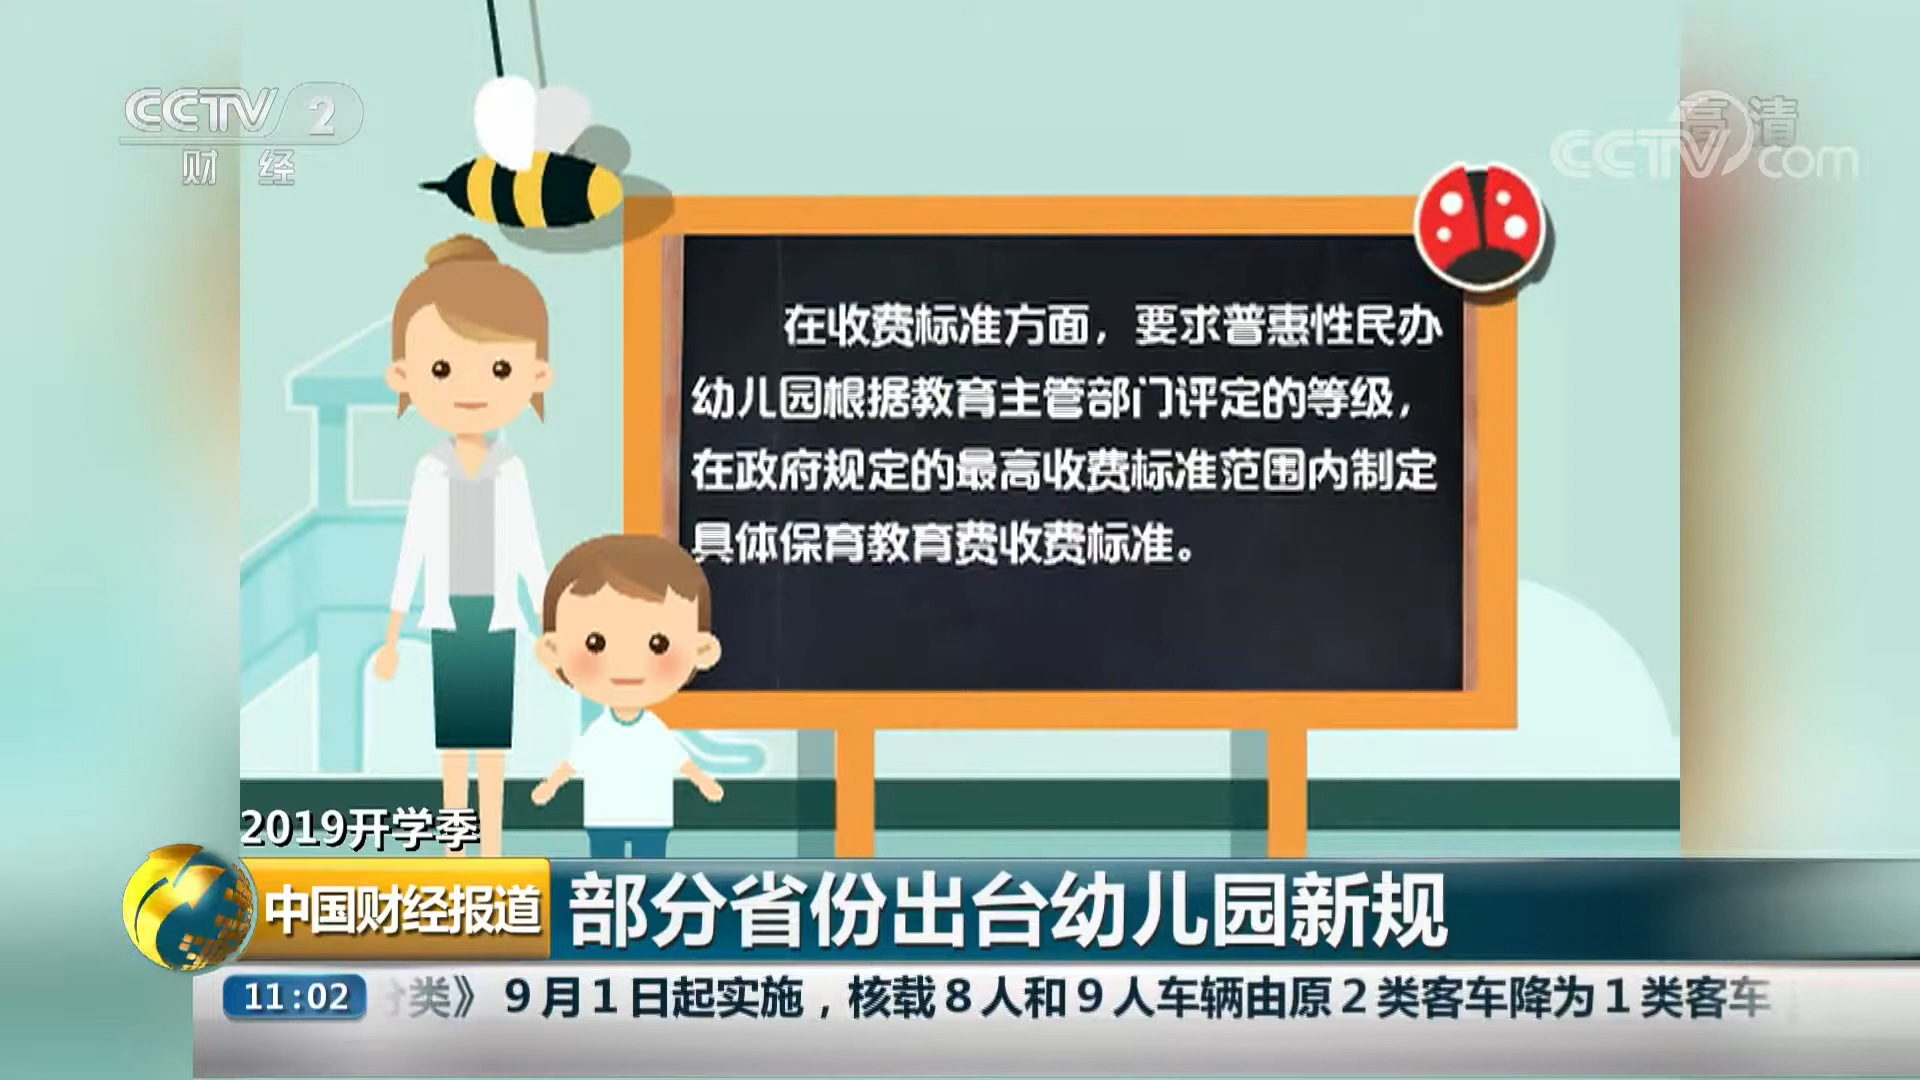 CCTV 2
财 经
高清
CCTV com
在收费标准方面，要求普惠性民办
幼儿园根据教育主管部门评定的等级，
在政府规定的最高收费标准范围内制定
具体保育教育费收费标准。
2019开学季
中国财经报道
部分省份出台幼儿园新规
11:02
分类》 9月1日起实施，核载8人和9人车辆由原2类客车降为1类客车